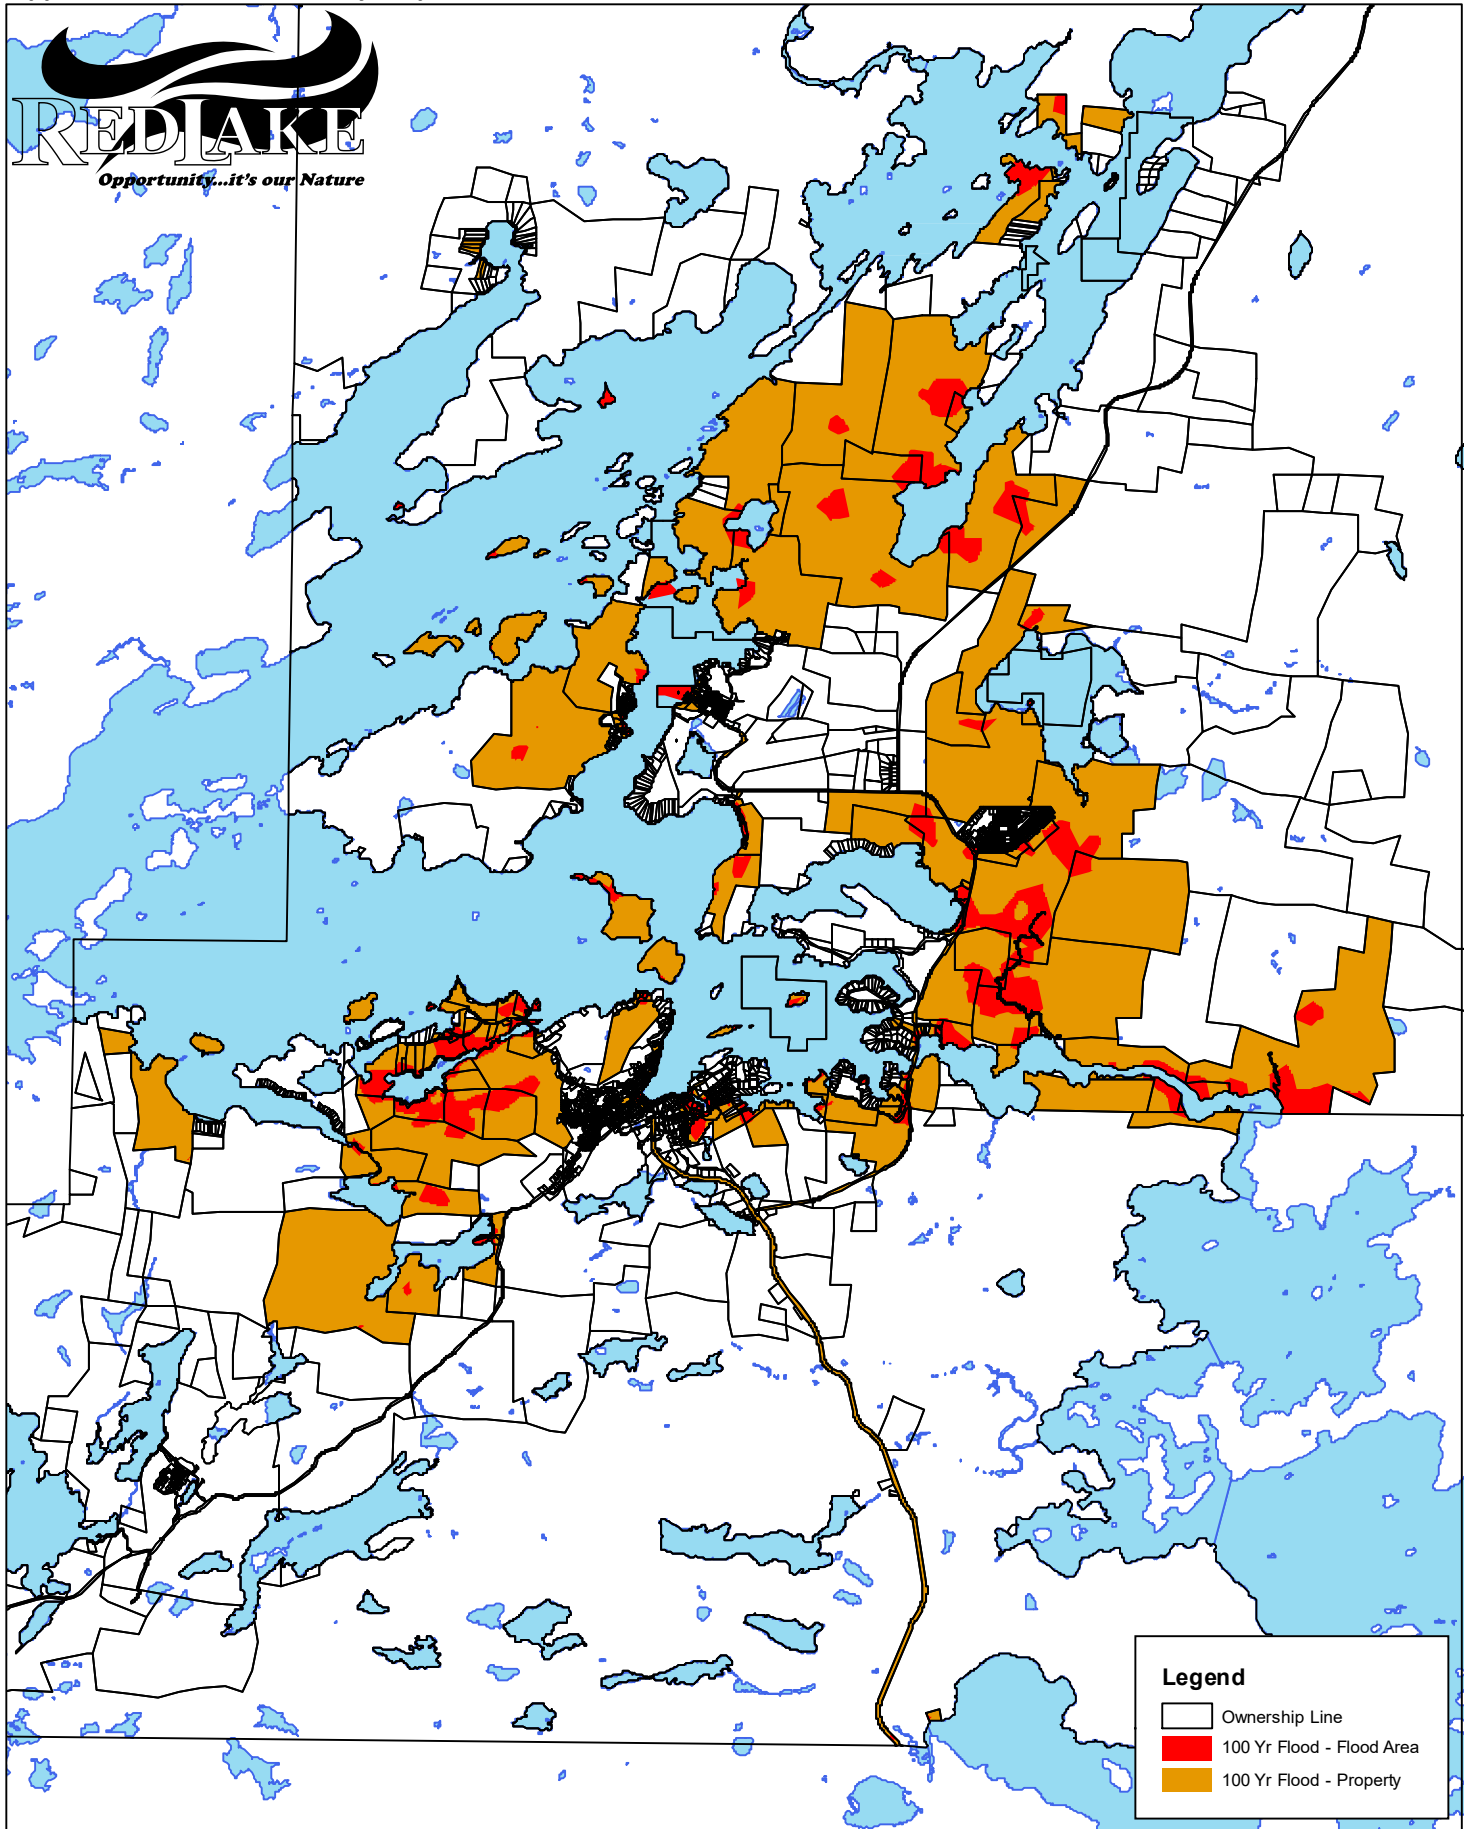 REDLAKE
Opportunity...it's our Nature
Legend
Ownership Line
100 Yr Flood - Flood Area
100 Yr Flood - Property